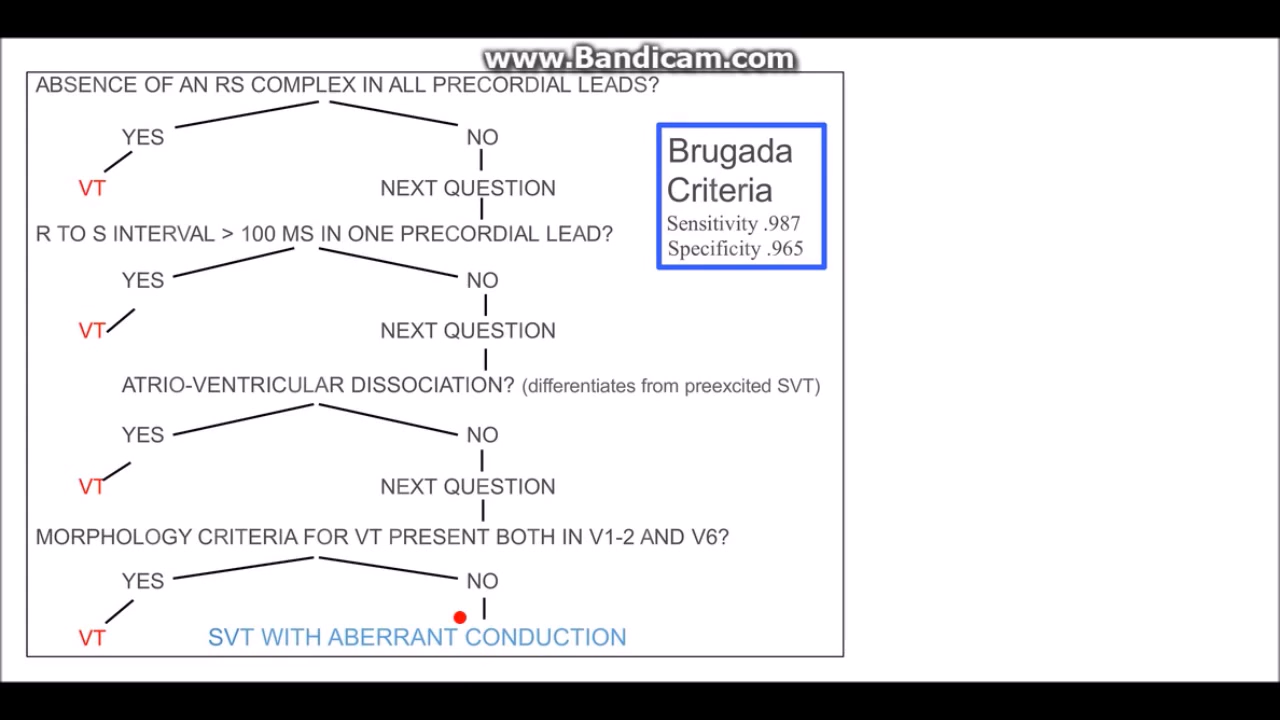 www.Bandicam.com
ABSENCE OF AN RS COMPLEX IN ALL PRECORDIAL LEADS?
YES NO
VT NEXT QUESTION
R TO S INTERVAL > 100 MS IN ONE PRECORDIAL LEAD?
YES NO
VT NEXT QUESTION
ATRIO-VENTRICULAR DISSOCIATION? (differentiates from preexcited SVT)
YES NO
VT NEXT QUESTION
MORPHOLOGY CRITERIA FOR VT PRESENT BOTH IN V1-2 AND V6?
YES NO
VT SVT WITH ABERRANT CONDUCTION
Brugada
Criteria
Sensitivity .987
Specificity .965